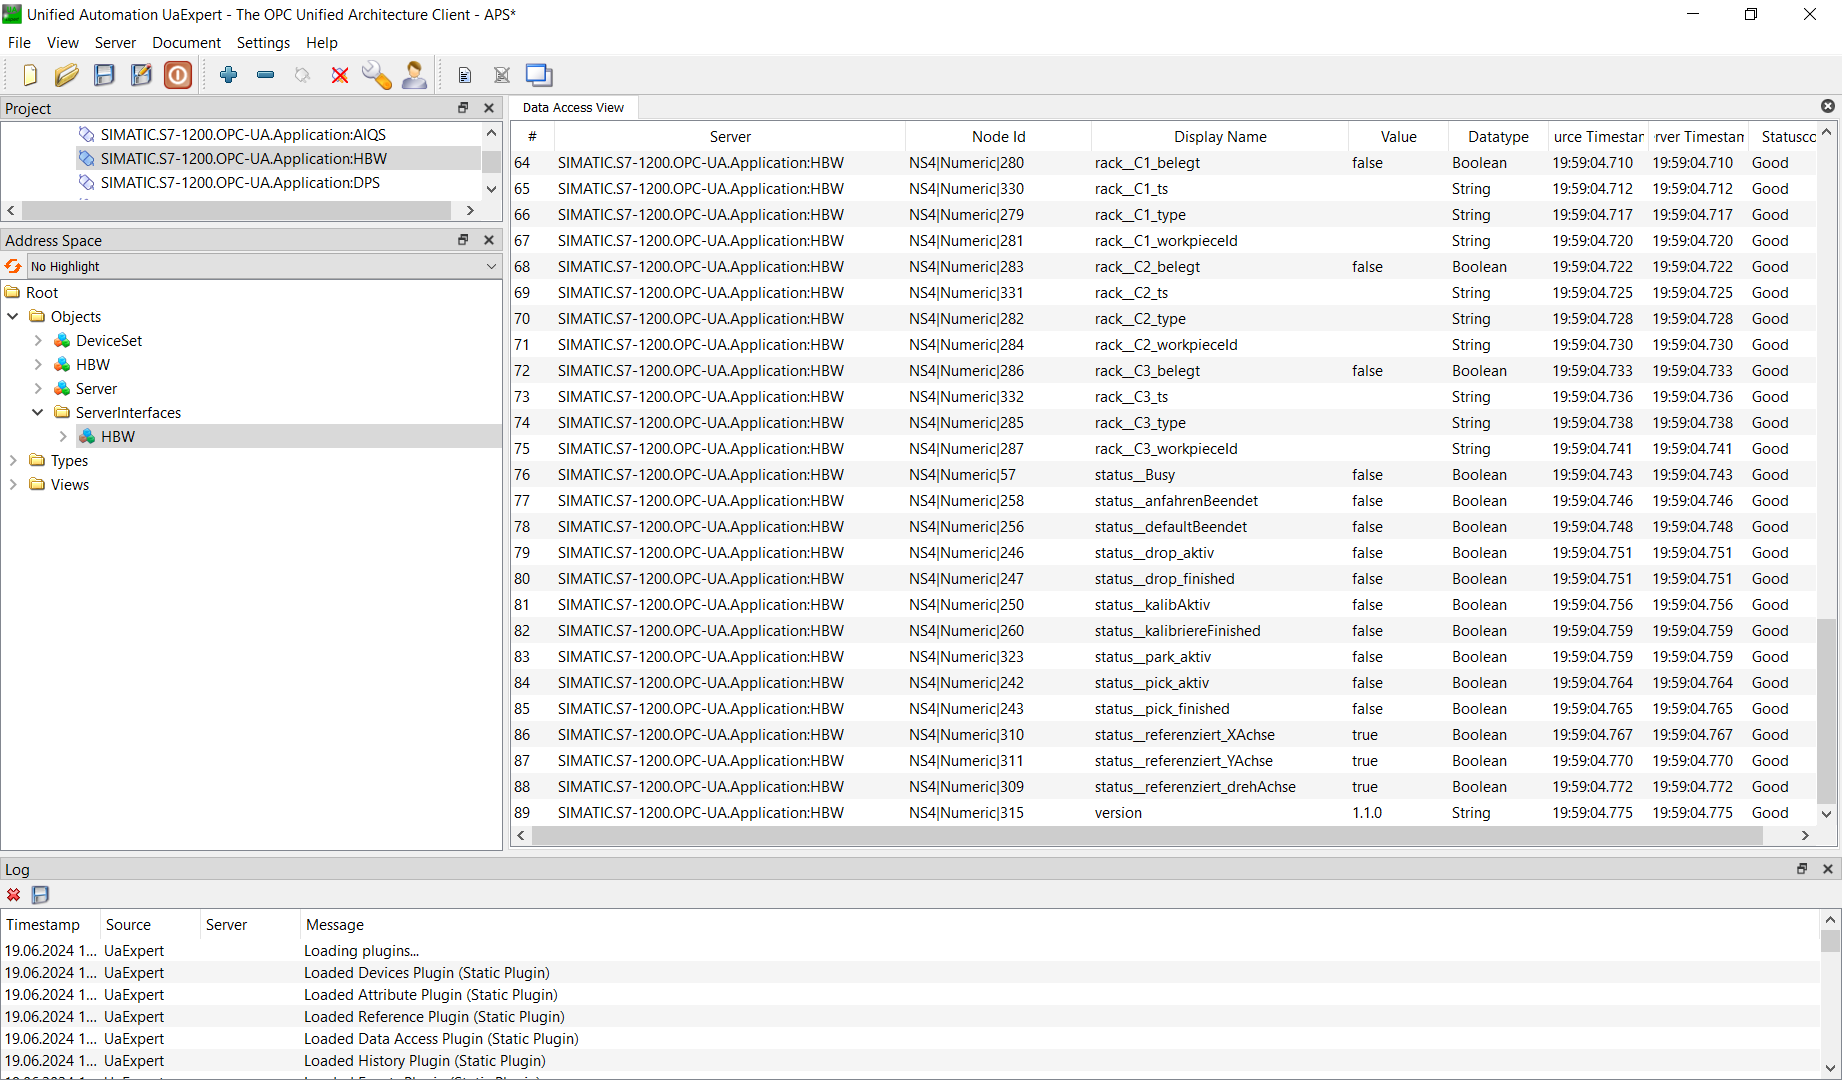 Unified Automation UaExpert - The OPC Unified Architecture Client - APS*
File View Server Document Settings Help
Project
SIMATIC.S7-1200.OPC-UA.Application:AIQS
SIMATIC.S7-1200.OPC-UA.Application:HBW
SIMATIC.S7-1200.OPC-UA.Application:DPS
Address Space
No Highlight
Root
Objects
DeviceSet
HBW
Server
ServerInterfaces
HBW
Types
Views
Data Access View
# Server Node Id Display Name Value Datatype urce Timestar rver Timestan Statusco
64 SIMATIC.S7-1200.OPC-UA.Application:HBW NS4|Numeric|280 rack__C1_belegt false Boolean 19:59:04.710 19:59:04.710 Good
65 SIMATIC.S7-1200.OPC-UA.Application:HBW NS4|Numeric|330 rack__C1_ts String 19:59:04.712 19:59:04.712 Good
66 SIMATIC.S7-1200.OPC-UA.Application:HBW NS4|Numeric|279 rack__C1_type String 19:59:04.717 19:59:04.717 Good
67 SIMATIC.S7-1200.OPC-UA.Application:HBW NS4|Numeric|281 rack__C1_workpieceId String 19:59:04.720 19:59:04.720 Good
68 SIMATIC.S7-1200.OPC-UA.Application:HBW NS4|Numeric|283 rack__C2_belegt false Boolean 19:59:04.722 19:59:04.722 Good
69 SIMATIC.S7-1200.OPC-UA.Application:HBW NS4|Numeric|331 rack__C2_ts String 19:59:04.725 19:59:04.725 Good
70 SIMATIC.S7-1200.OPC-UA.Application:HBW NS4|Numeric|282 rack__C2_type String 19:59:04.728 19:59:04.728 Good
71 SIMATIC.S7-1200.OPC-UA.Application:HBW NS4|Numeric|284 rack__C2_workpieceId String 19:59:04.730 19:59:04.730 Good
72 SIMATIC.S7-1200.OPC-UA.Application:HBW NS4|Numeric|286 rack__C3_belegt false Boolean 19:59:04.733 19:59:04.733 Good
73 SIMATIC.S7-1200.OPC-UA.Application:HBW NS4|Numeric|332 rack__C3_ts String 19:59:04.736 19:59:04.736 Good
74 SIMATIC.S7-1200.OPC-UA.Application:HBW NS4|Numeric|285 rack__C3_type String 19:59:04.738 19:59:04.738 Good
75 SIMATIC.S7-1200.OPC-UA.Application:HBW NS4|Numeric|287 rack__C3_workpieceId String 19:59:04.741 19:59:04.741 Good
76 SIMATIC.S7-1200.OPC-UA.Application:HBW NS4|Numeric|57 status__Busy false Boolean 19:59:04.743 19:59:04.743 Good
77 SIMATIC.S7-1200.OPC-UA.Application:HBW NS4|Numeric|258 status__anfahrenBeendet false Boolean 19:59:04.746 19:59:04.746 Good
78 SIMATIC.S7-1200.OPC-UA.Application:HBW NS4|Numeric|256 status__defaultBeendet false Boolean 19:59:04.748 19:59:04.748 Good
79 SIMATIC.S7-1200.OPC-UA.Application:HBW NS4|Numeric|246 status__drop_aktiv false Boolean 19:59:04.751 19:59:04.751 Good
80 SIMATIC.S7-1200.OPC-UA.Application:HBW NS4|Numeric|247 status__drop_finished false Boolean 19:59:04.751 19:59:04.751 Good
81 SIMATIC.S7-1200.OPC-UA.Application:HBW NS4|Numeric|250 status__kalibAktiv false Boolean 19:59:04.756 19:59:04.756 Good
82 SIMATIC.S7-1200.OPC-UA.Application:HBW NS4|Numeric|260 status__kalibriereFinished false Boolean 19:59:04.759 19:59:04.759 Good
83 SIMATIC.S7-1200.OPC-UA.Application:HBW NS4|Numeric|323 status__park_aktiv false Boolean 19:59:04.759 19:59:04.759 Good
84 SIMATIC.S7-1200.OPC-UA.Application:HBW NS4|Numeric|242 status__pick_aktiv false Boolean 19:59:04.764 19:59:04.764 Good
85 SIMATIC.S7-1200.OPC-UA.Application:HBW NS4|Numeric|243 status__pick_finished false Boolean 19:59:04.765 19:59:04.765 Good
86 SIMATIC.S7-1200.OPC-UA.Application:HBW NS4|Numeric|310 status__referenziert_XAchse true Boolean 19:59:04.767 19:59:04.767 Good
87 SIMATIC.S7-1200.OPC-UA.Application:HBW NS4|Numeric|311 status__referenziert_YAchse true Boolean 19:59:04.770 19:59:04.770 Good
88 SIMATIC.S7-1200.OPC-UA.Application:HBW NS4|Numeric|309 status__referenziert_drehAchse true Boolean 19:59:04.772 19:59:04.772 Good
89 SIMATIC.S7-1200.OPC-UA.Application:HBW NS4|Numeric|315 version 1.1.0 String 19:59:04.775 19:59:04.775 Good
Log
Timestamp Source Server Message
19.06.2024 1... UaExpert Loading plugins...
19.06.2024 1... UaExpert Loaded Devices Plugin (Static Plugin)
19.06.2024 1... UaExpert Loaded Attribute Plugin (Static Plugin)
19.06.2024 1... UaExpert Loaded Reference Plugin (Static Plugin)
19.06.2024 1... UaExpert Loaded Data Access Plugin (Static Plugin)
19.06.2024 1... UaExpert Loaded History Plugin (Static Plugin)